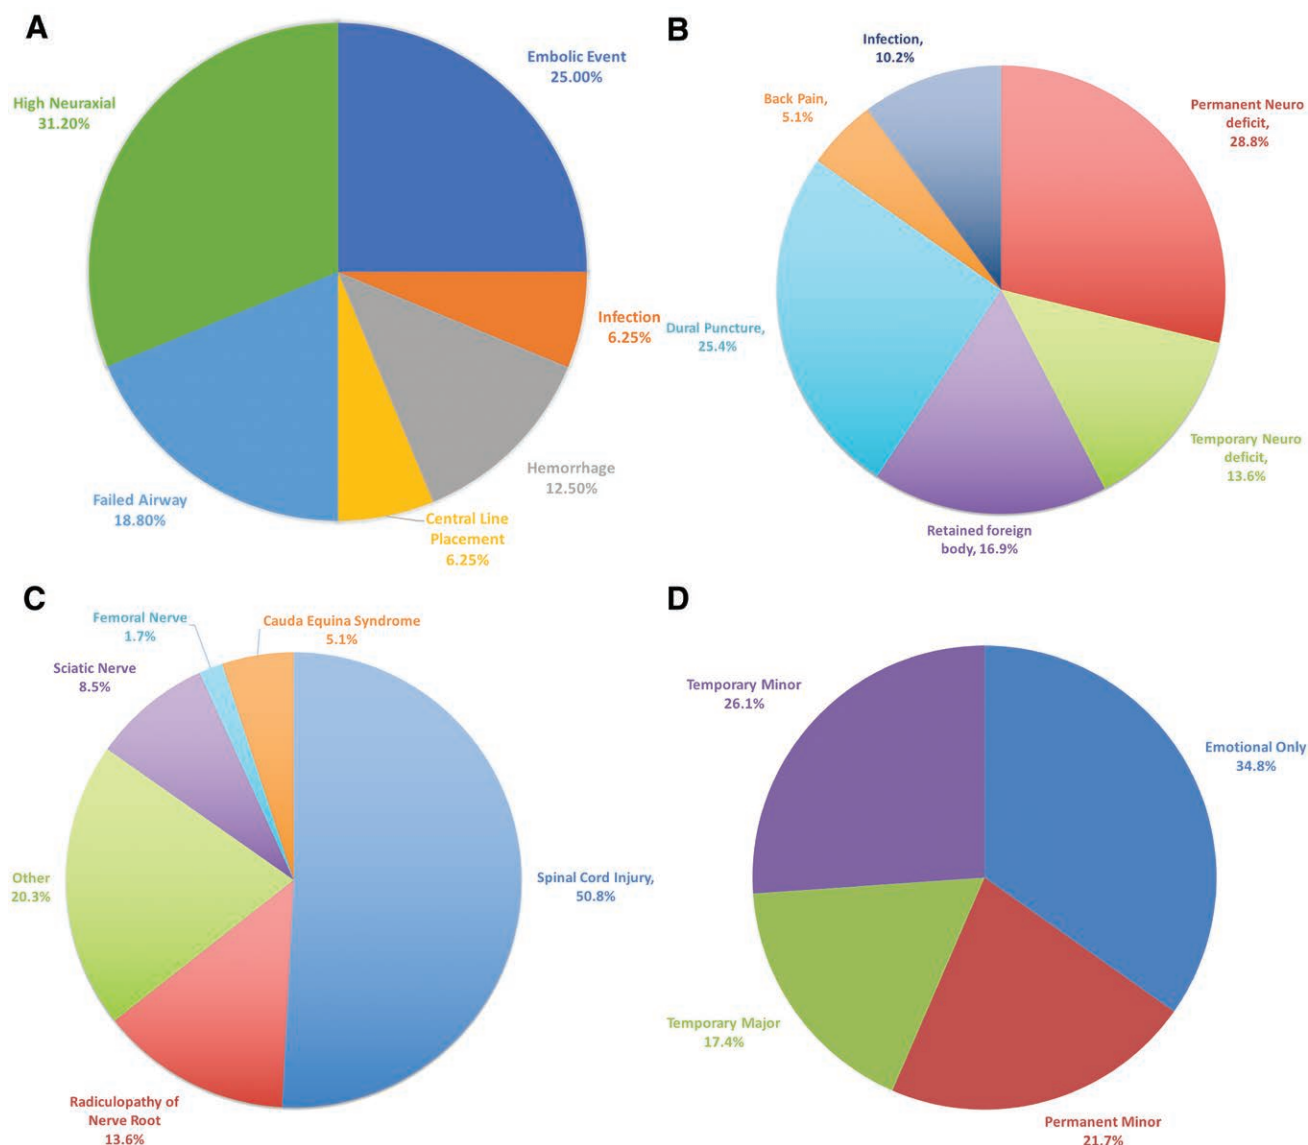 A
Embolic Event
25.00%
High Neuraxial
31.20%
Infection
6.25%
Hemorrhage
12.50%
Failed Airway
18.80%
Central Line
Placement
6.25%
B
Infection,
10.2%
Back Pain,
5.1%
Permanent Neuro
deficit,
28.8%
Dural Puncture,
25.4%
Temporary Neuro
deficit,
13.6%
Retained foreign
body, 16.9%
C
Femoral Nerve
1.7%
Cauda Equina Syndrome
5.1%
Sciatic Nerve
8.5%
Other
20.3%
Spinal Cord Injury,
50.8%
Radiculopathy of
Nerve Root
13.6%
D
Temporary Minor
26.1%
Emotional Only
34.8%
Temporary Major
17.4%
Permanent Minor
21.7%